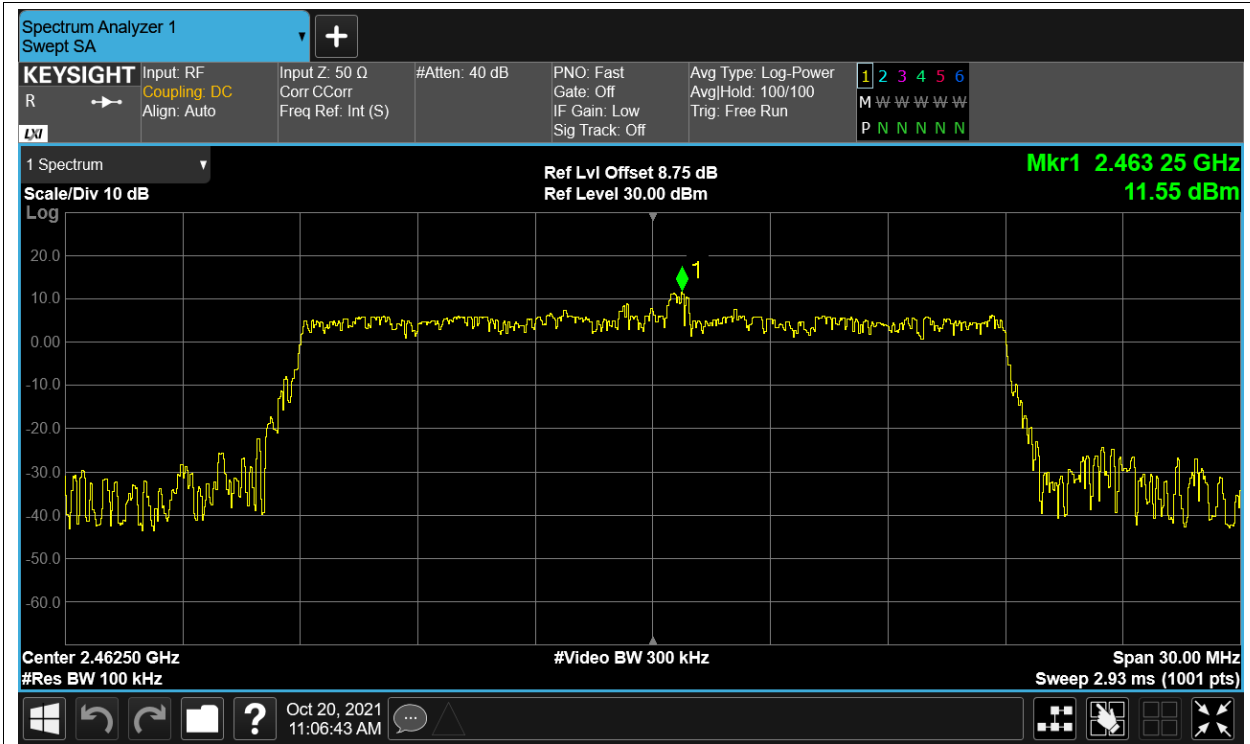 Spectrum Analyzer 1
Swept SA
KEYSIGHT
R
LXI
Input: RF
Coupling: DC
Align: Auto
Input Z: 50 Ω
Corr CCorr
Freq Ref: Int (S)
#Atten: 40 dB
PNO: Fast
Gate: Off
IF Gain: Low
Sig Track: Off
Avg Type: Log-Power
Avg|Hold: 100/100
Trig: Free Run
1 2 3 4 5 6
M W W W W W
P N N N N N
1 Spectrum
Scale/Div 10 dB
Log
Ref Lvl Offset 8.75 dB
Ref Level 30.00 dBm
Mkr1 2.463 25 GHz
11.55 dBm
1
20.0
10.0
0.00
-10.0
-20.0
-30.0
-40.0
-50.0
-60.0
Center 2.46250 GHz
#Video BW 300 kHz
Span 30.00 MHz
#Res BW 100 kHz
Sweep 2.93 ms (1001 pts)
?
Oct 20, 2021
11:06:43 AM